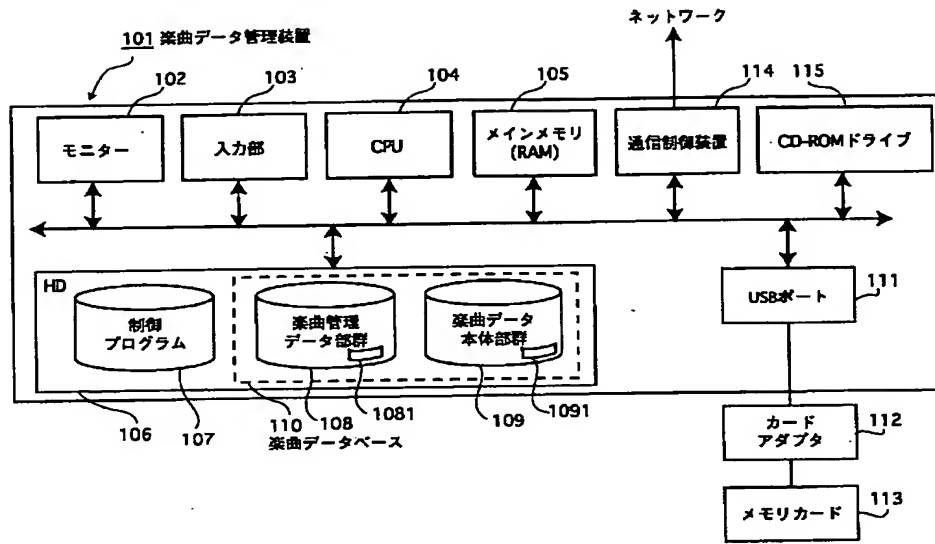 ネットワーク
101 楽曲データ管理装置
102
103
104
105
114
115
モニター
入力部
CPU
メインメモリ
(RAM)
通信制御装置
CD-ROMドライブ
HD
制御
プログラム
楽曲管理
データ部群
楽曲データ
本体部群
USBポート
111
106
107
110
108
1081
109
1091
楽曲データベース
カード
アダプタ
112
メモリカード
113